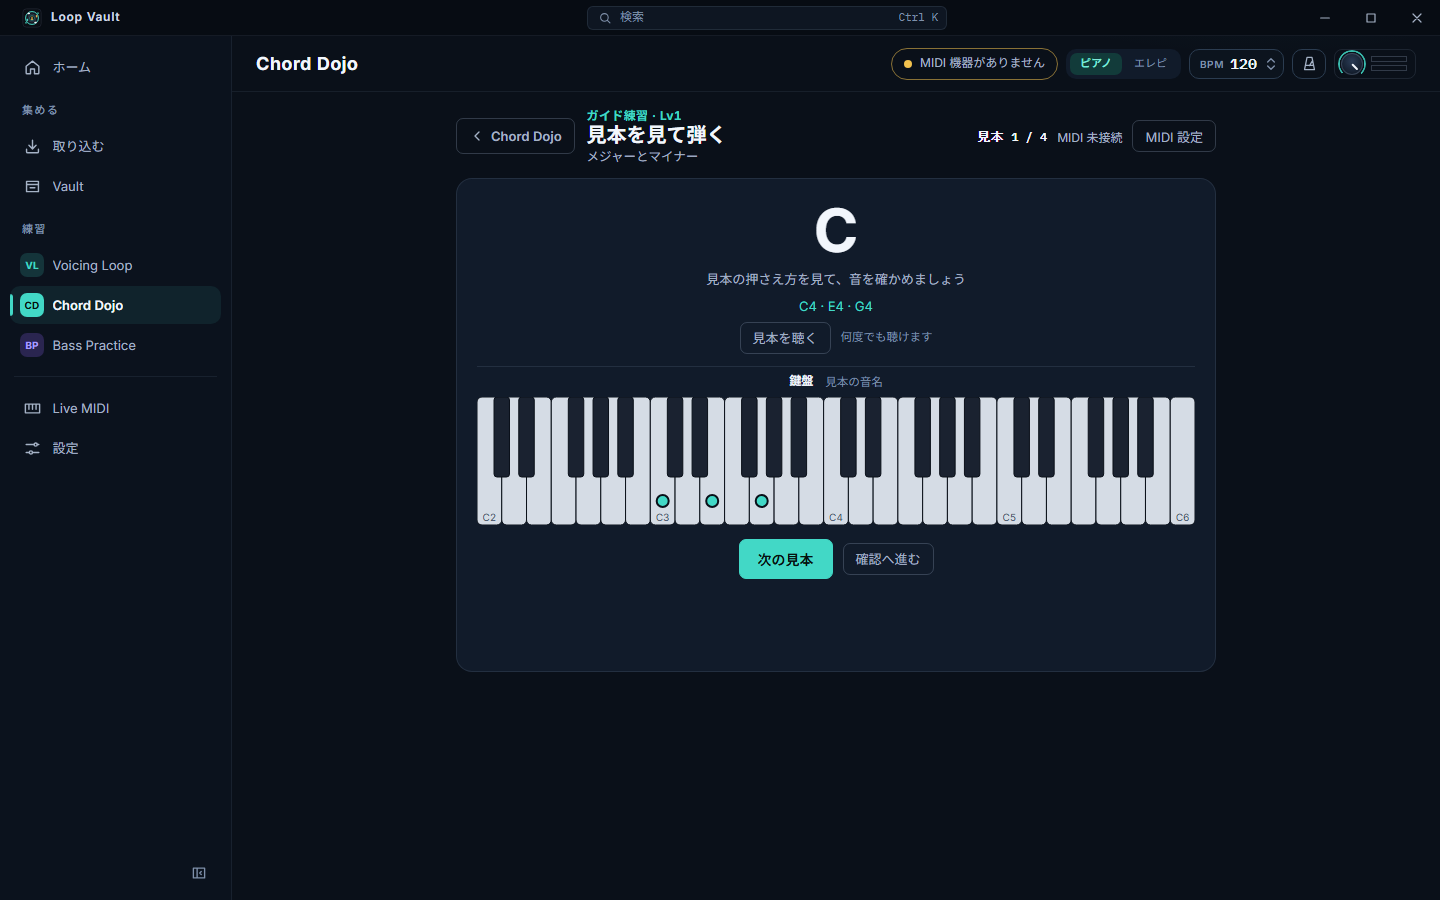 Loop Vault
検索
Ctrl K
ホーム
集める
取り込む
Vault
練習
VL Voicing Loop
CD Chord Dojo
BP Bass Practice
Live MIDI
設定
Chord Dojo
MIDI 機器がありません
ピアノ
エレピ
BPM 120
Chord Dojo
ガイド練習 · Lv1
見本を見て弾く
メジャーとマイナー
見本 1 / 4
MIDI 未接続
MIDI 設定
C
見本の押さえ方を見て、音を確かめましょう
C4 · E4 · G4
見本を聴く
何度でも聴けます
鍵盤 見本の音名
C2 C3 C4 C5 C6
次の見本
確認へ進む